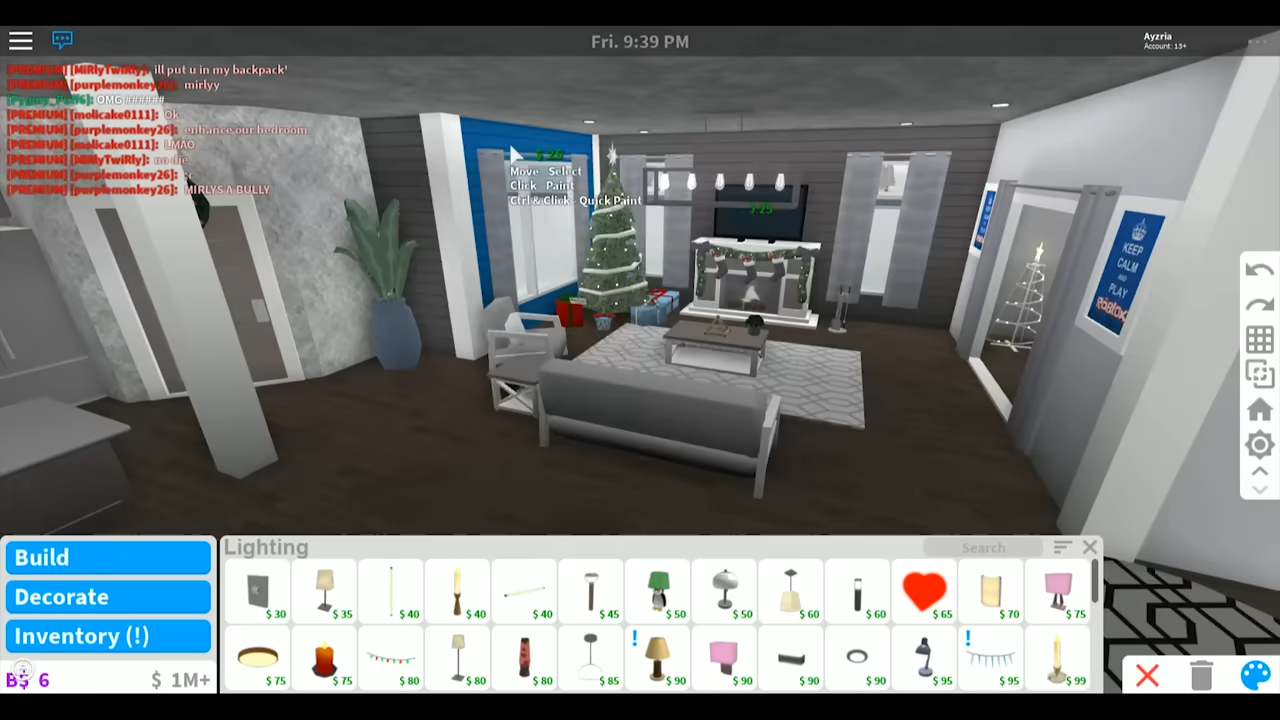 Fri. 9:39 PM
Ayzria
Account: 13+
[PREMIUM] [MiRlyTwiRly]: ill put u in my backpack'
[PREMIUM] [purplemonkey26]: mirlyy
OMG ######
[PREMIUM] [molicake0111]: Ok
[PREMIUM] [purplemonkey26]: enhance our bedroom
[PREMIUM] [molicake0111]: LMAO
[PREMIUM] [MiRlyTwiRly]: no die
[PREMIUM] [purplemonkey26]: :c
[PREMIUM] [purplemonkey26]: MIRLYS A BULLY
$ 20
Move - Select
Click - Paint
Ctrl & Click - Quick Paint
$ 25
KEEP
CALM
AND
PLAY
ROBLOX
Build
Decorate
Inventory (!)
B$ 6
$ 1M+
Lighting
Search
$ 30 $ 35 $ 40 $ 40 $ 40 $ 45 $ 50 $ 50 $ 60 $ 60 $ 65 $ 70 $ 75
! !
$ 75 $ 75 $ 80 $ 80 $ 80 $ 85 $ 90 $ 90 $ 90 $ 90 $ 95 $ 95 $ 99